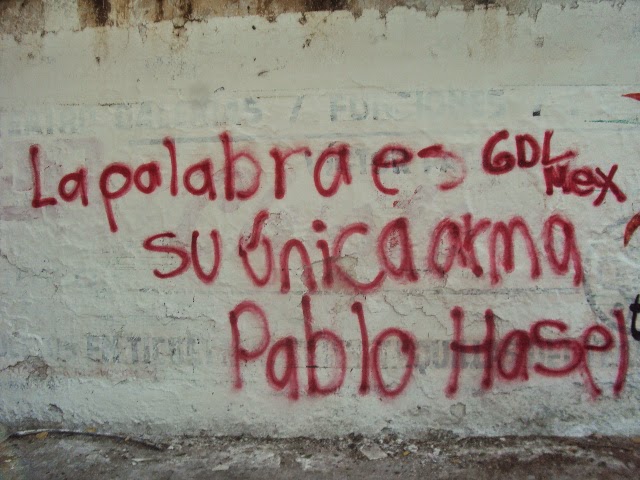 La palabra es GDL
Mex
su única arma
Pablo Hasel